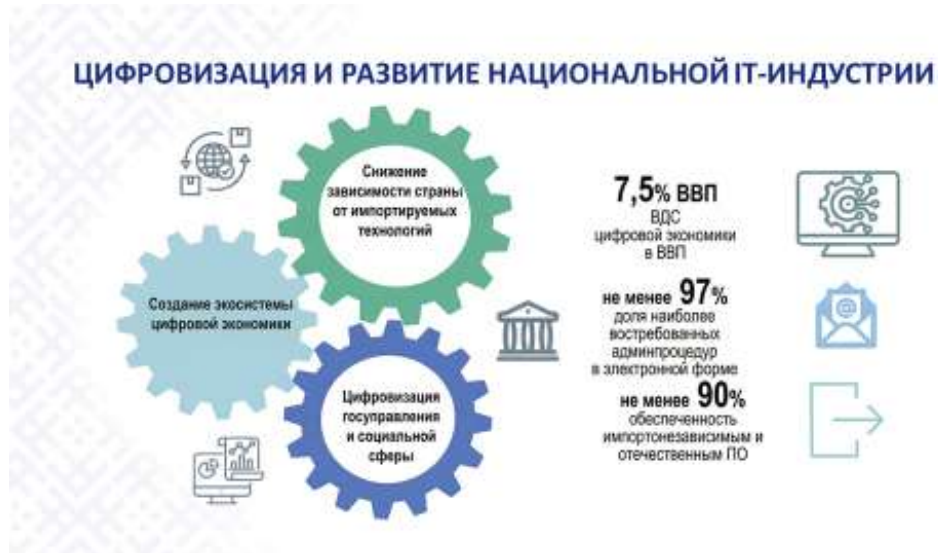 ЦИФРОВИЗАЦИЯ И РАЗВИТИЕ НАЦИОНАЛЬНОЙ IT-ИНДУСТРИИ
Снижение
зависимости страны
от импортируемых
технологий
Создание экосистемы
цифровой экономики
Цифровизация
госуправления
и социальной
сферы
7,5% ВВП
ВДС
цифровой экономики
в ВВП
не менее 97%
доля наиболее
востребованных
админпроцедур
в электронной форме
не менее 90%
обеспеченность
импортонезависимым и
отечественным ПО